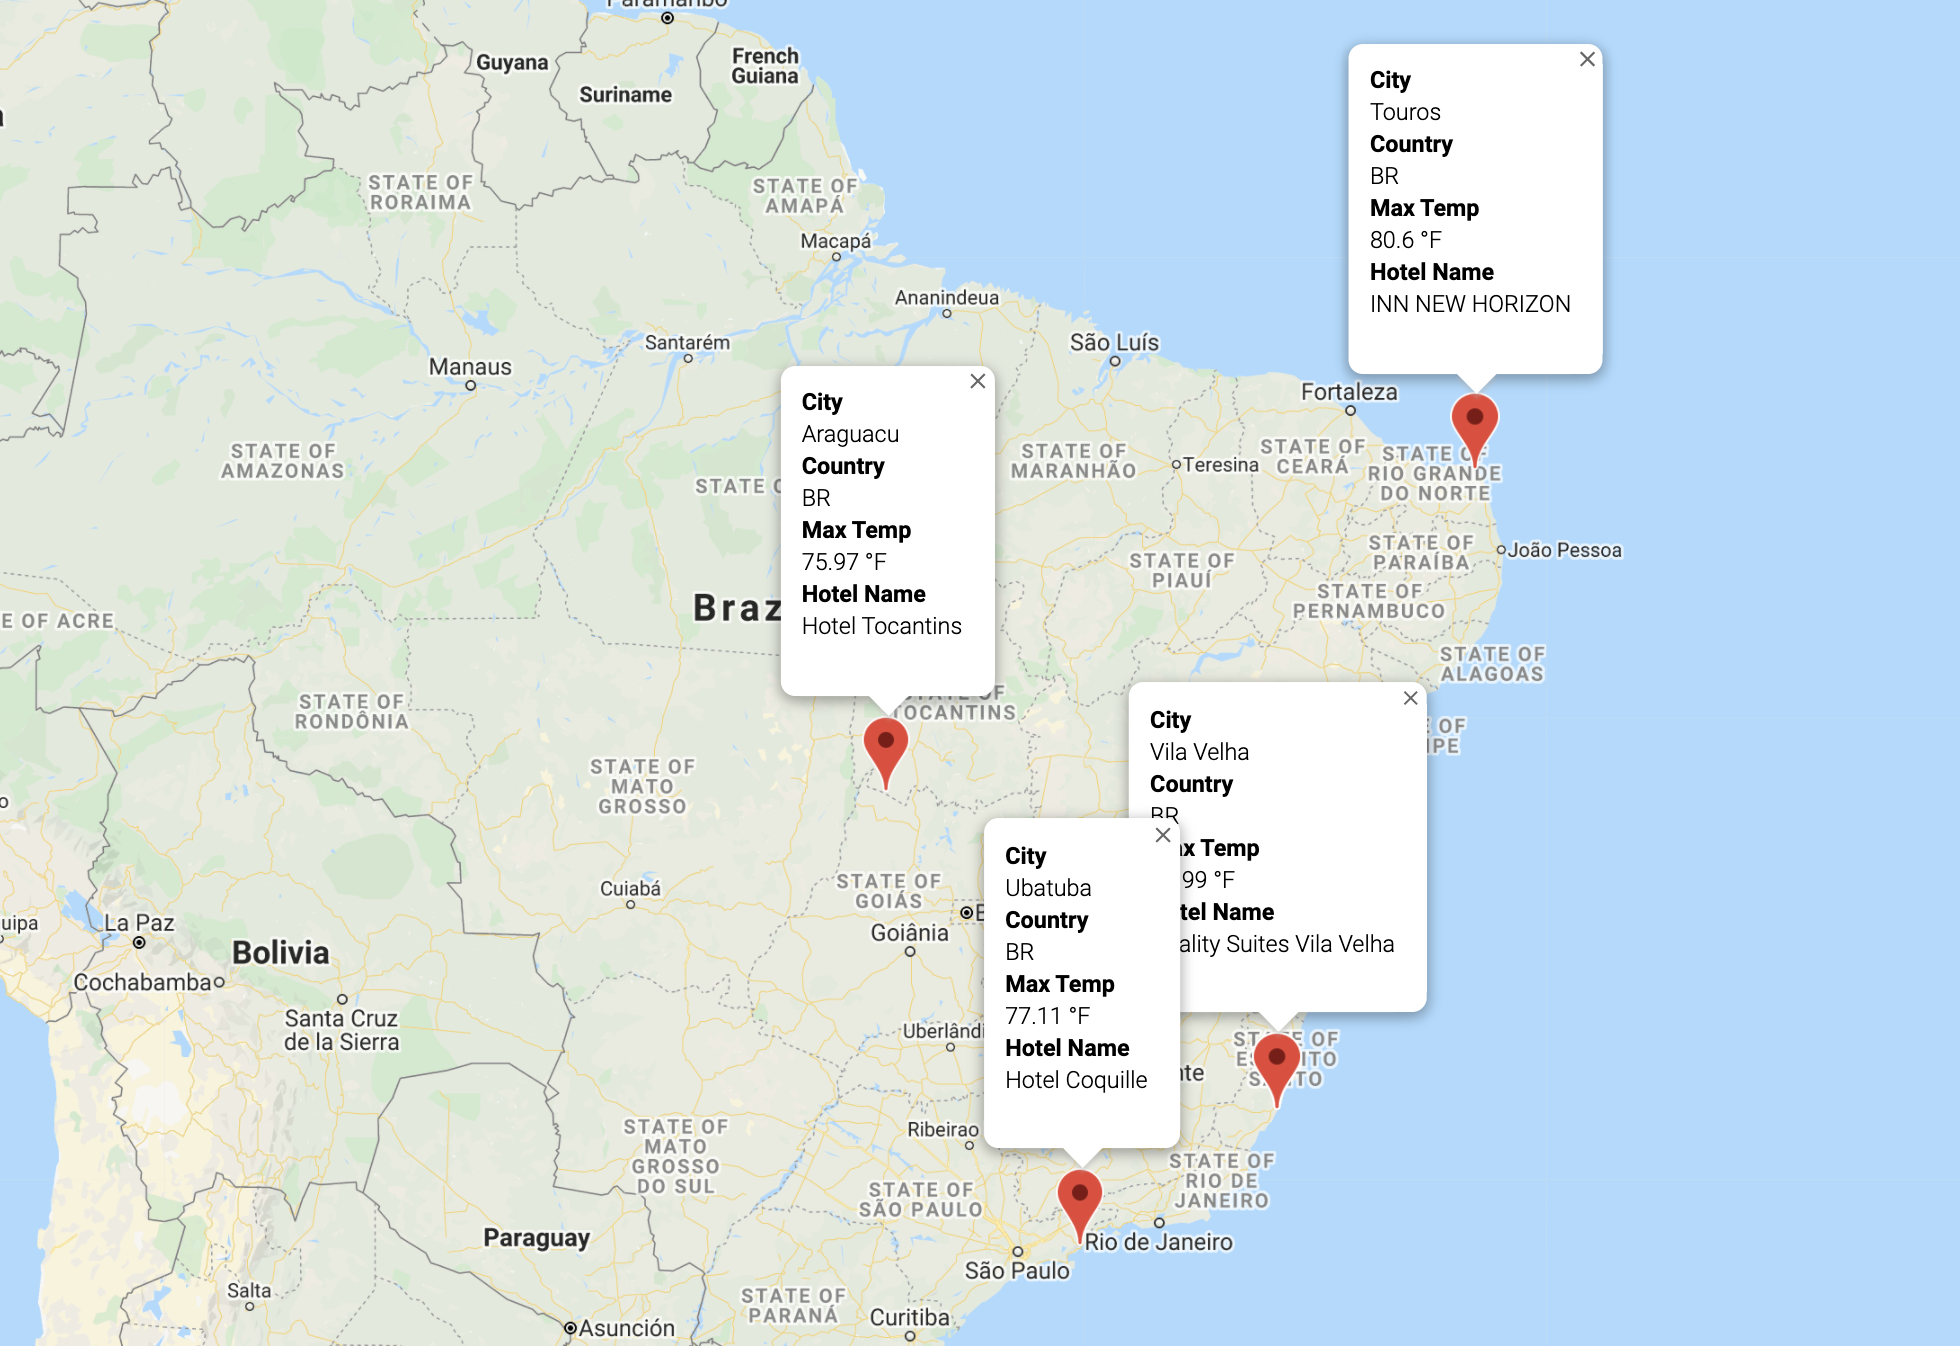 Guyana
Suriname
French
Guiana
STATE OF
RORAIMA
STATE OF
AMAPÁ
Macapá
Ananindeua
Santarém
Manaus
São Luís
Fortaleza
STATE OF
AMAZONAS
STATE
STATE OF
MARANHÃO
Teresina
STATE OF
CEARÁ
STATE OF
RIO GRANDE
DO NORTE
STATE OF
PARAÍBA
João Pessoa
STATE OF
PIAUÍ
STATE OF
PERNAMBUCO
STATE OF
ALAGOAS
E OF ACRE
Braz
STATE OF
RONDÔNIA
STATE OF
MATO
GROSSO
STATE OF
TOCANTINS
OF
IPE
City
Touros
Country
BR
Max Temp
80.6 °F
Hotel Name
INN NEW HORIZON
City
Araguacu
Country
BR
Max Temp
75.97 °F
Hotel Name
Hotel Tocantins
City
Vila Velha
Country
BR
ax Temp
99 °F
tel Name
ality Suites Vila Velha
City
Ubatuba
Country
BR
Max Temp
77.11 °F
Hotel Name
Hotel Coquille
Cuiabá
STATE OF
GOIÁS
Goiânia
uipa
La Paz
Bolivia
Cochabamba
Santa Cruz
de la Sierra
Uberlândi
nte
STATE OF
Ribeirao
STATE OF
MATO
GROSSO
DO SUL
STATE OF
SÃO PAULO
STATE OF
RIO DE
JANEIRO
Rio de Janeiro
São Paulo
Paraguay
Salta
STATE OF
PARANÁ
Curitiba
Asunción